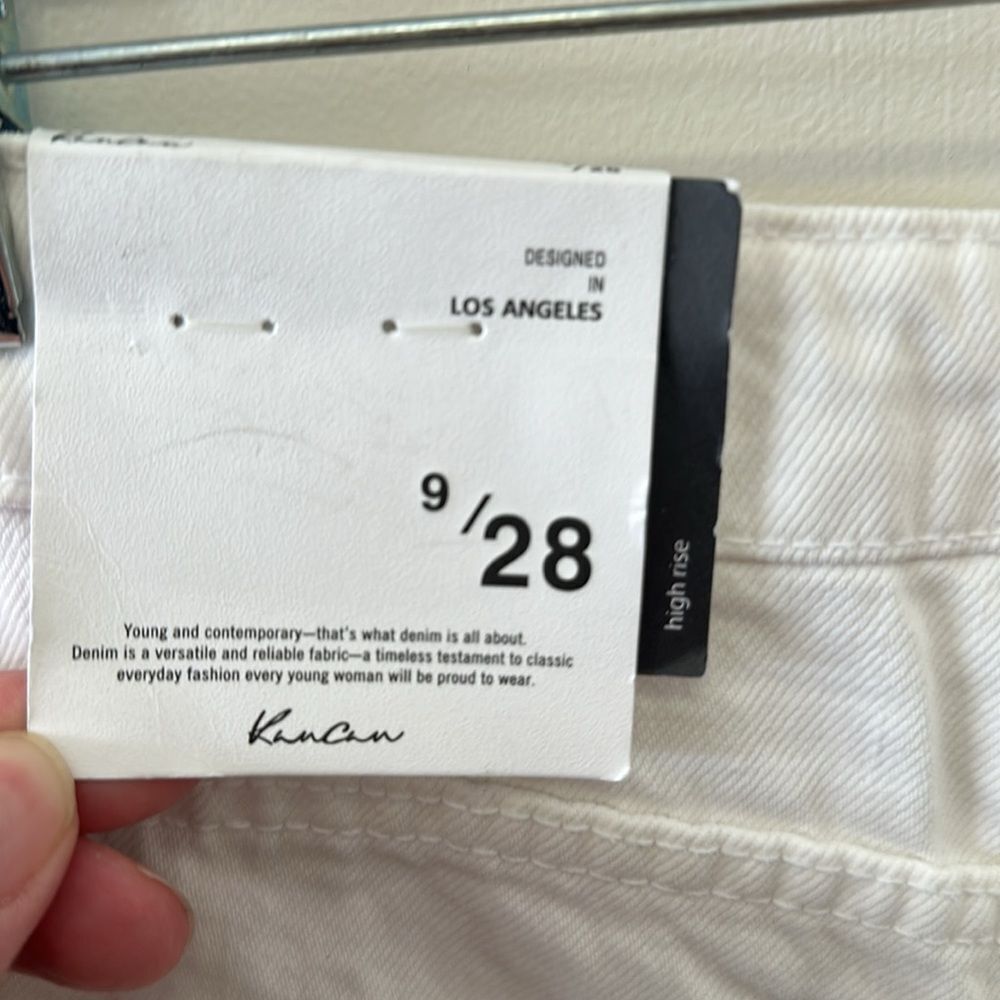 DESIGNED
IN
LOS ANGELES
9/28
high rise
Young and contemporary—that's what denim is all about.
Denim is a versatile and reliable fabric—a timeless testament to classic
everyday fashion every young woman will be proud to wear.
KanCan